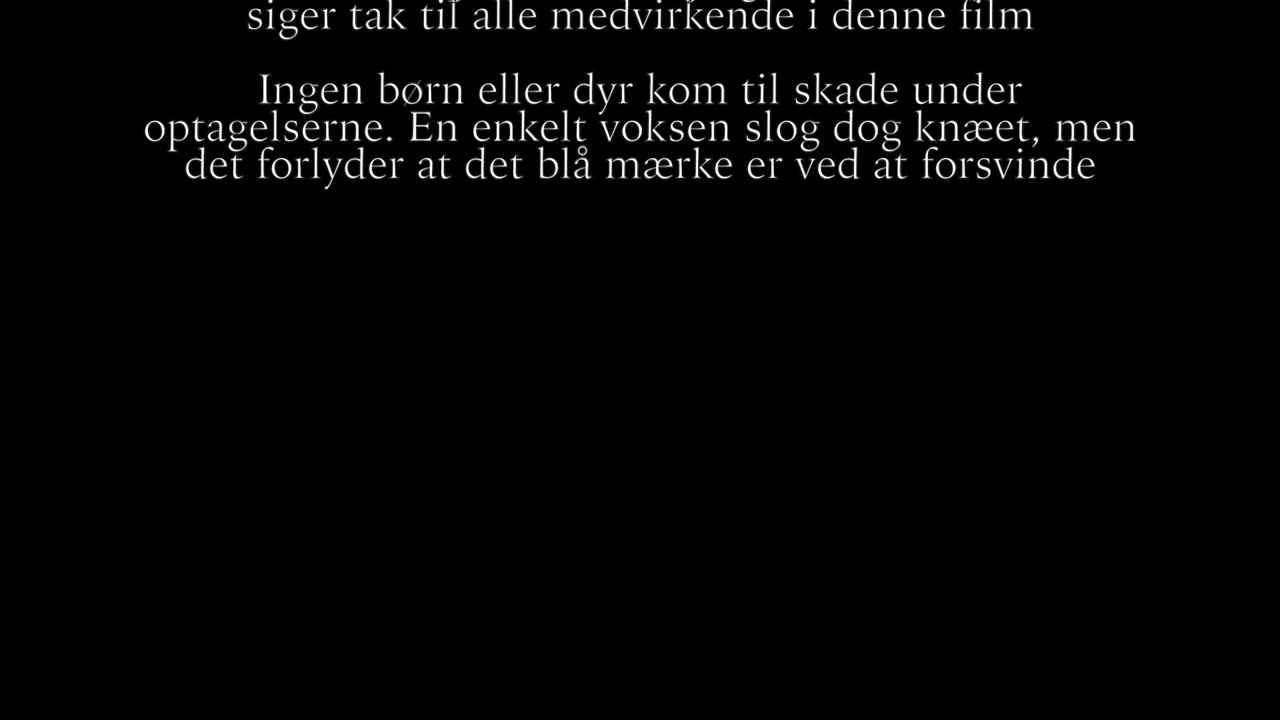 siger tak til alle medvirkende i denne film
Ingen børn eller dyr kom til skade under
optagelserne. En enkelt voksen slog dog knæet, men
det forlyder at det blå mærke er ved at forsvinde